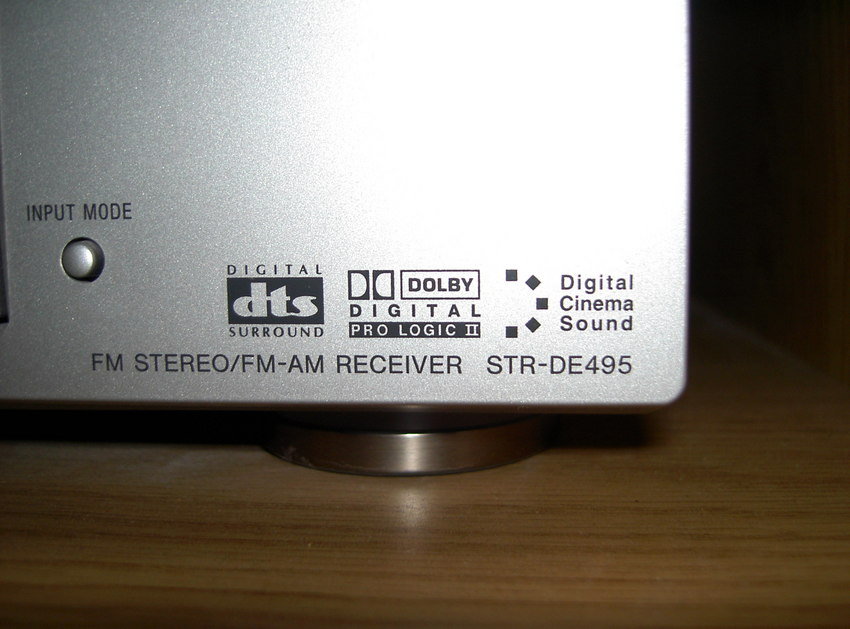 INPUT MODE
DIGITAL
dts
SURROUND
DOLBY
DIGITAL
PRO LOGIC II
Digital
Cinema
Sound
FM STEREO/FM-AM RECEIVER STR-DE495